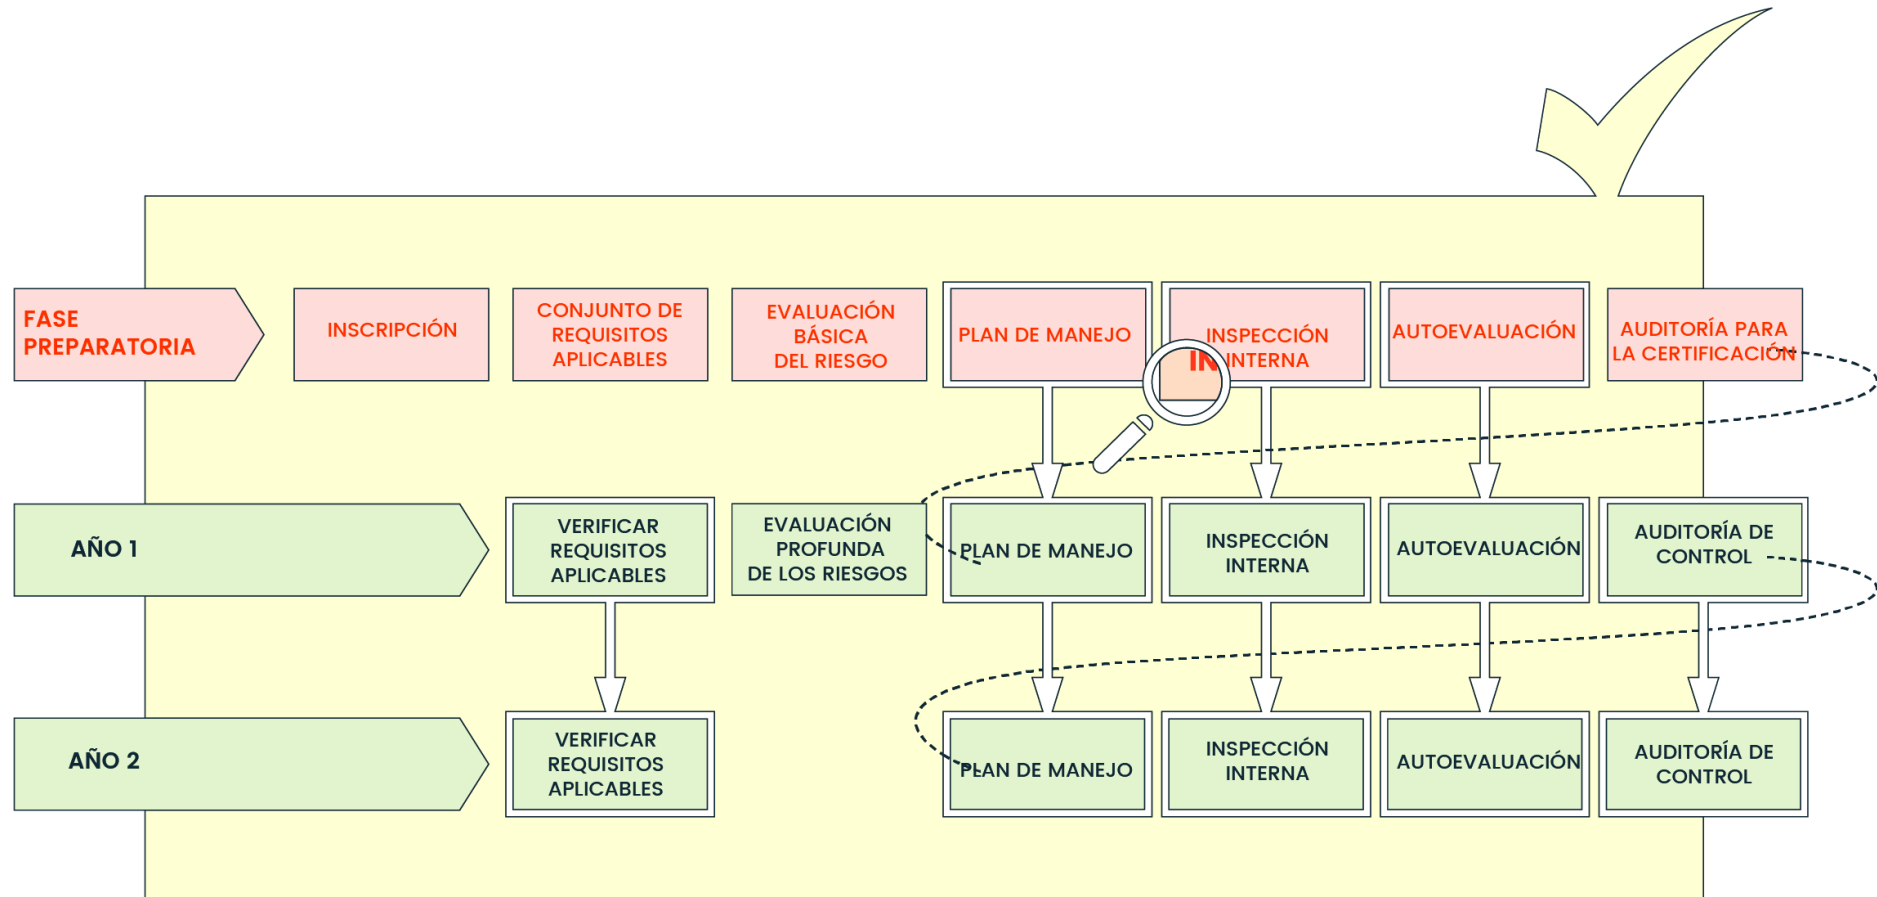 FASE
PREPARATORIA
INSCRIPCIÓN
CONJUNTO DE
REQUISITOS
APLICABLES
EVALUACIÓN
BÁSICA
DEL RIESGO
PLAN DE MANEJO
INSPECCIÓN
INTERNA
IN
AUTOEVALUACIÓN
AUDITORÍA PARA
LA CERTIFICACIÓN
AÑO 1
VERIFICAR
REQUISITOS
APLICABLES
EVALUACIÓN
PROFUNDA
DE LOS RIESGOS
PLAN DE MANEJO
INSPECCIÓN
INTERNA
AUTOEVALUACIÓN
AUDITORÍA DE
CONTROL
AÑO 2
VERIFICAR
REQUISITOS
APLICABLES
PLAN DE MANEJO
INSPECCIÓN
INTERNA
AUTOEVALUACIÓN
AUDITORÍA DE
CONTROL